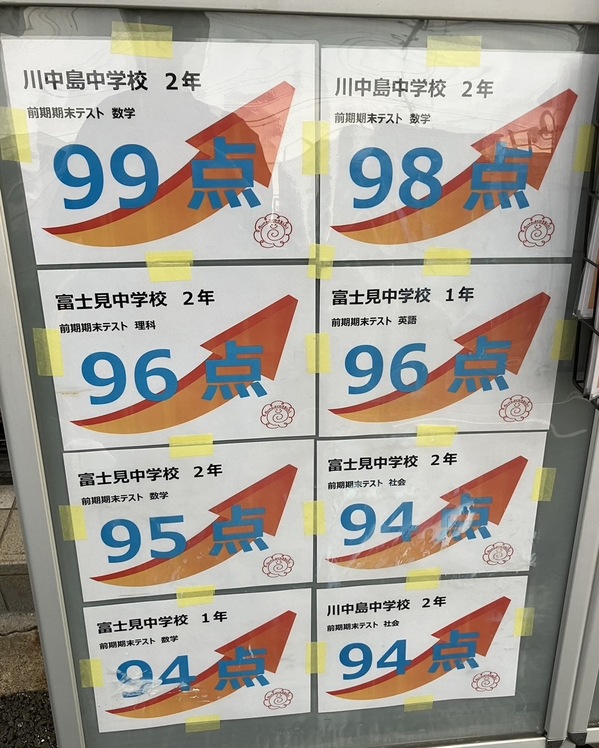 川中島中学校 2年
前期期末テスト 数学
99点
川中島中学校 2年
前期期末テスト 数学
98点
富士見中学校 2年
前期期末テスト 理科
96点
富士見中学校 1年
前期期末テスト 英語
96点
富士見中学校 2年
前期期末テスト 数学
95点
富士見中学校 2年
前期期末テスト 社会
94点
富士見中学校 1年
前期期末テスト 数学
94点
川中島中学校 2年
前期期末テスト 社会
94点